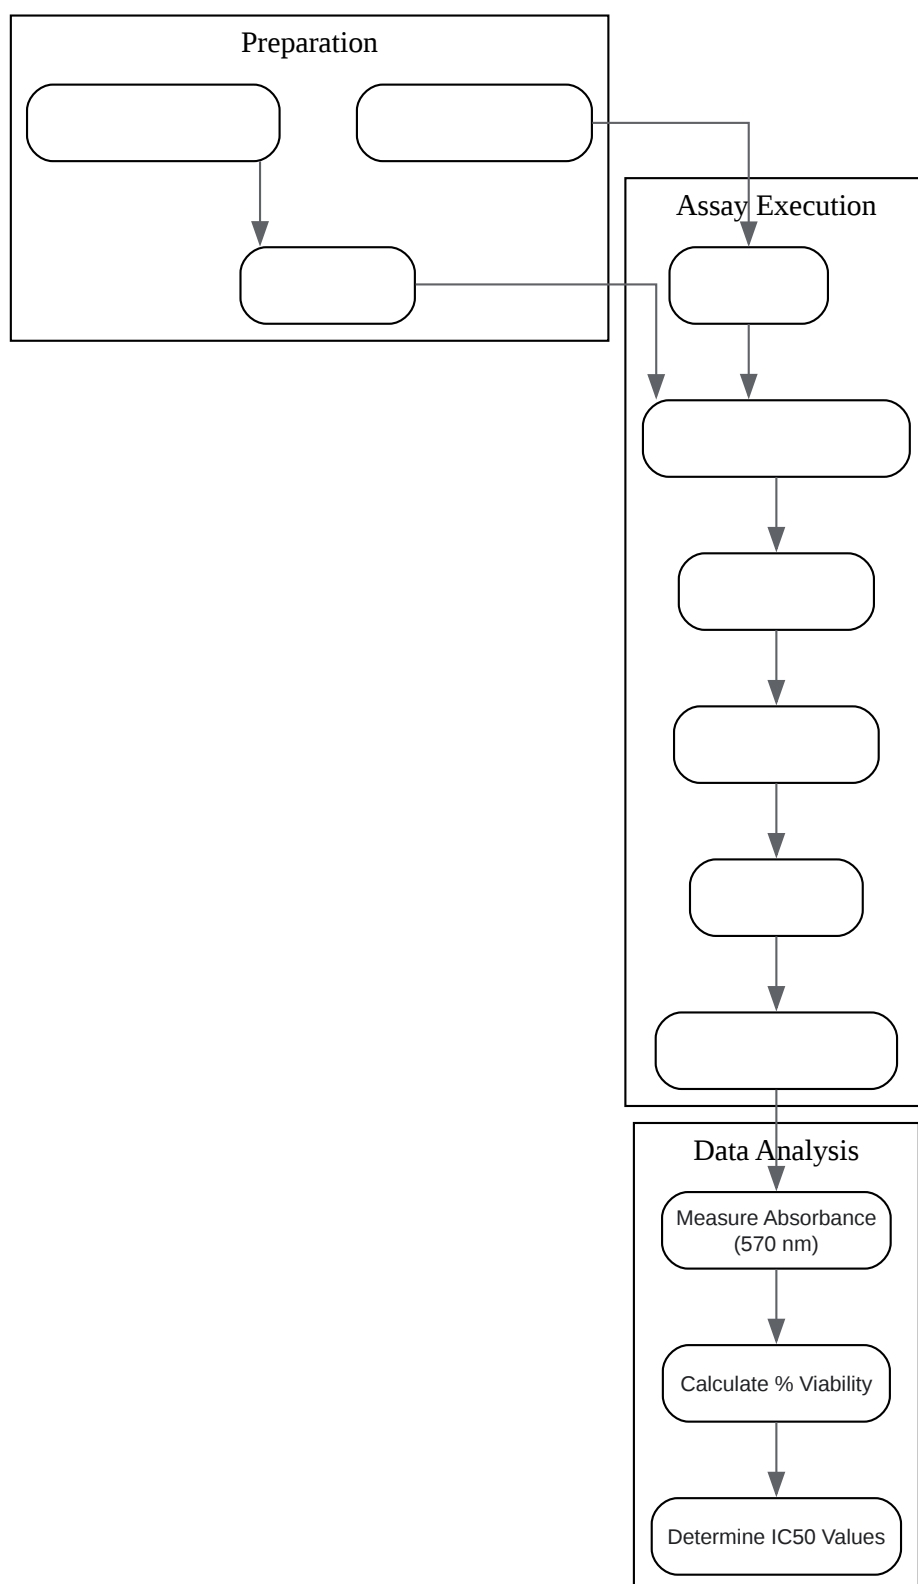 Preparation
Assay Execution
Data Analysis
Measure Absorbance
(570 nm)
Calculate % Viability
Determine IC50 Values